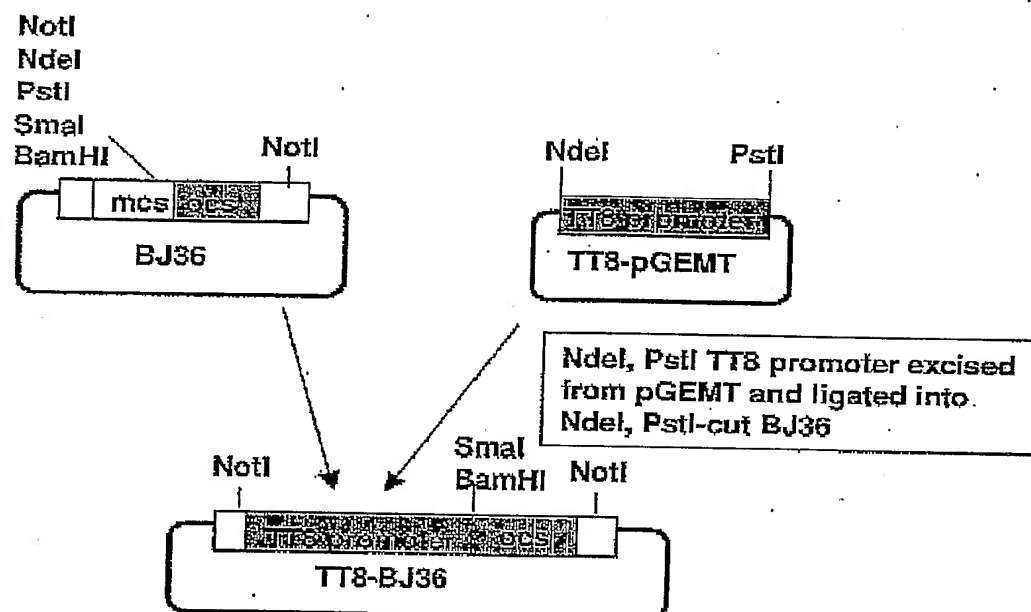 NotI
NdeI
PstI
SmaI
BamHI
NotI
mcs ocs
BJ36
NdeI PstI
TT8 promoter
TT8-pGEMT
NdeI, PstI TT8 promoter excised
from pGEMT and ligated into.
NdeI, PstI-cut BJ36
SmaI
NotI BamHI NotI
TT8 promoter ocs
TT8-BJ36